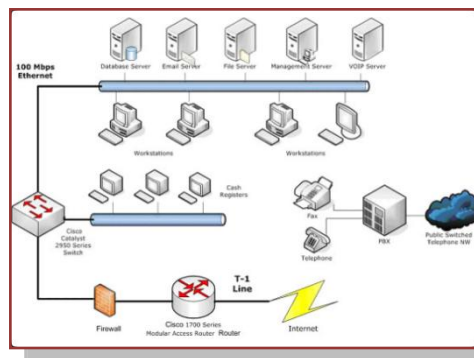 100 Mbps
Ethernet
Database Server
Email Server
File Server
Management Server
VOIP Server
Workstations
Workstations
Cash
Registers
Cisco
Catalyst
2950 Series
Switch
Fax
Telephone
PBX
Public Switched
Telephone NW
T-1
Line
Firewall
Cisco 1700 Series
Modular Access Router Router
Internet